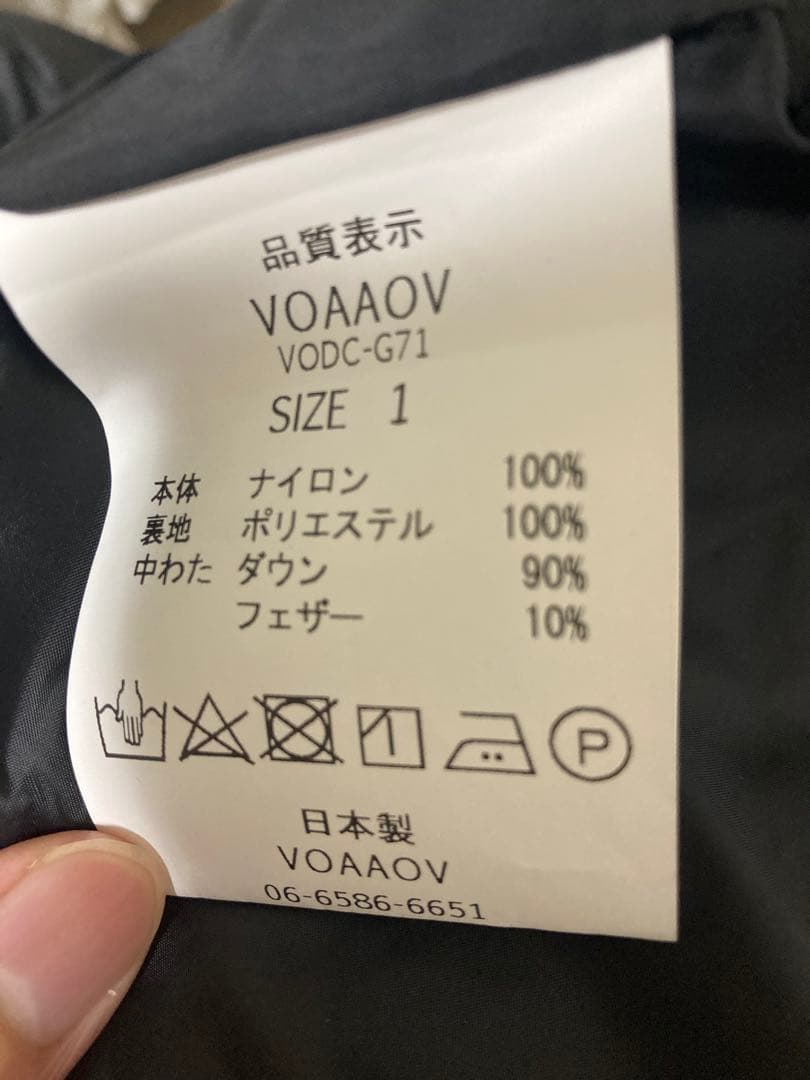 品質表示
VOAAOV
VODC-G71
SIZE 1
本体 ナイロン 100%
裏地 ポリエステル 100%
中わた ダウン 90%
フェザー 10%
P
日本製
VOAAOV
06-6586-6651